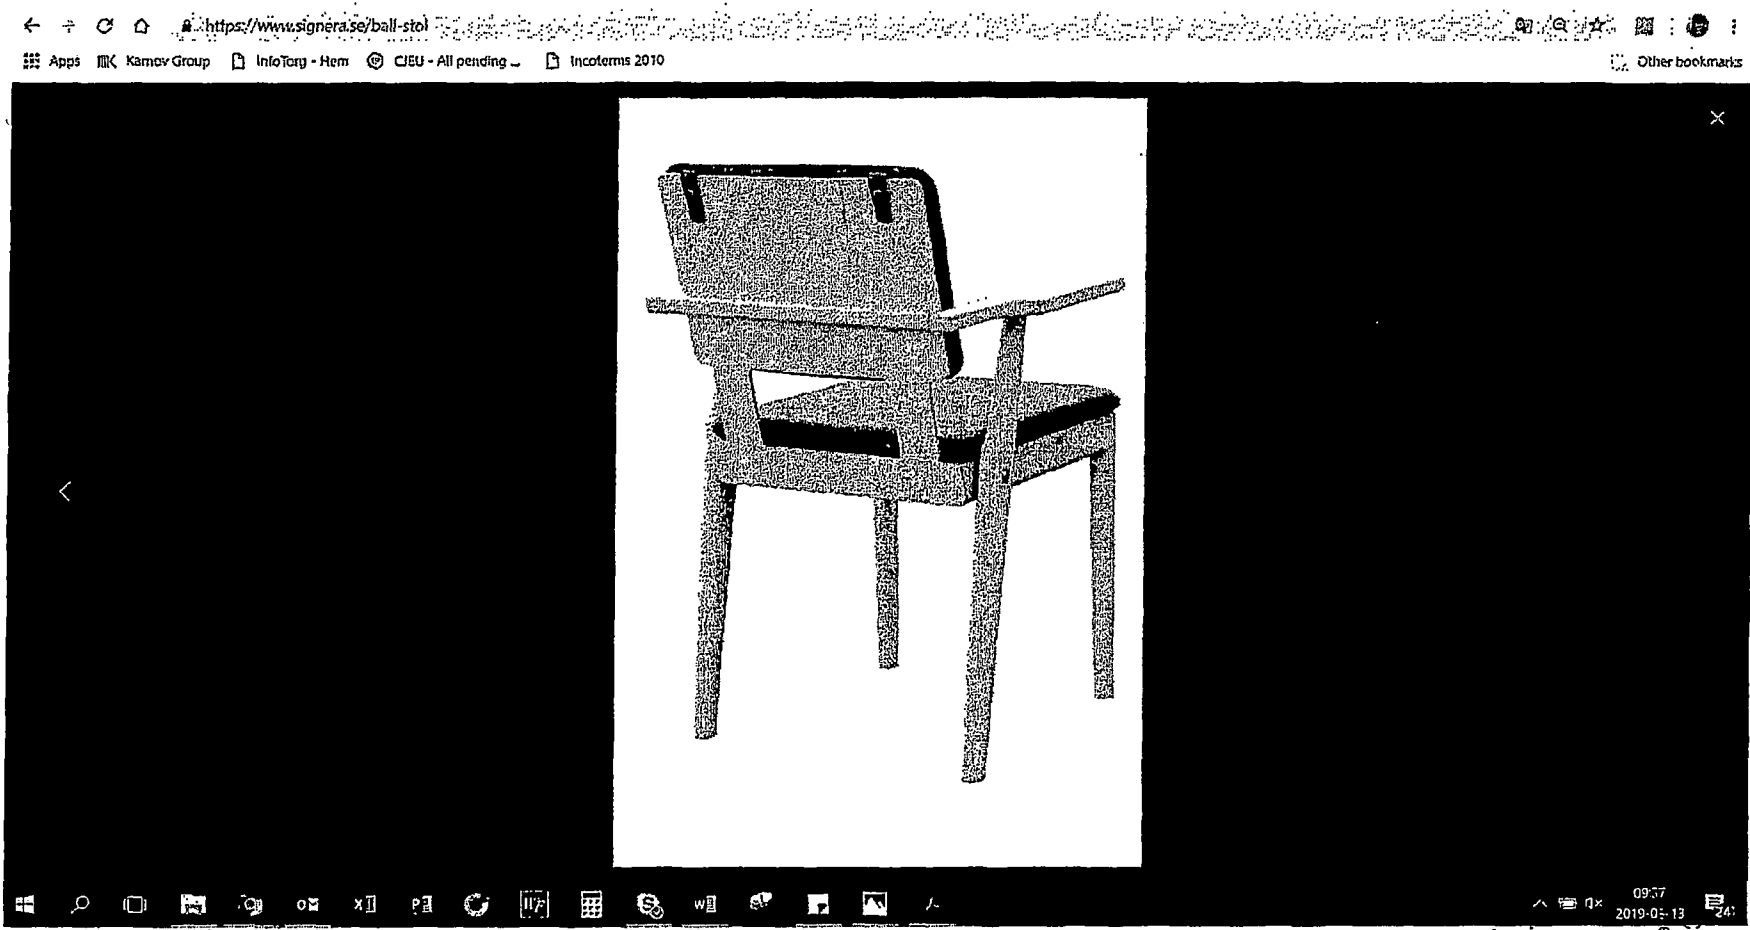 https://www.signera.se/ball-stol
Apps Karnov Group InfoTorg - Hem CJEU - All pending ... Incoterms 2010 Other bookmarks
09:37